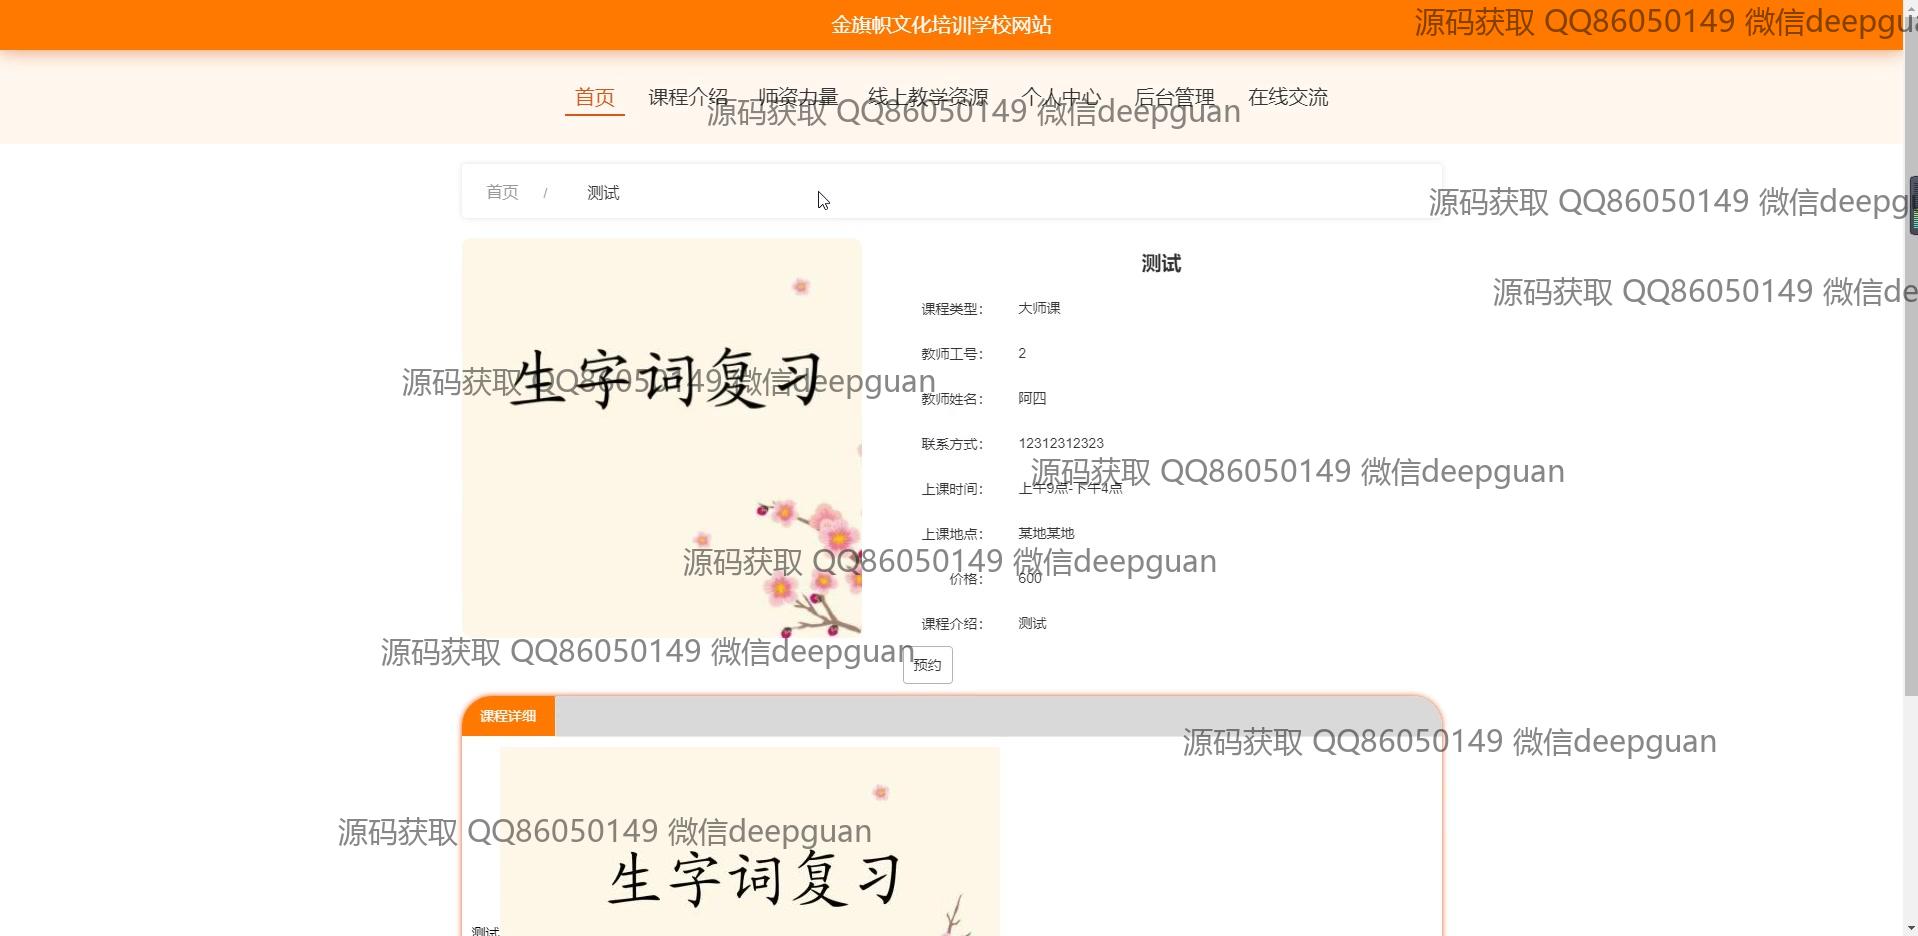 金旗帜文化培训学校网站
源码获取 QQ86050149 微信deepgua
首页 课程介绍 师资力量 线上教学资源 个人中心 后台管理 在线交流
源码获取 QQ86050149 微信deepguan
首页 / 测试
源码获取 QQ86050149 微信deepg
测试
源码获取 QQ86050149 微信de
课程类型： 大师课
教师工号： 2
生字词复习
源码获取 QQ86050149 微信deepguan
教师姓名： 阿四
联系方式： 12312312323
源码获取 QQ86050149 微信deepguan
上课时间： 上午9点-下午4点
上课地点： 某地某地
源码获取 QQ86050149 微信deepguan
价格： 600
课程介绍： 测试
源码获取 QQ86050149 微信deepguan
预约
课程详细
源码获取 QQ86050149 微信deepguan
源码获取 QQ86050149 微信deepguan
生字词复习
测试